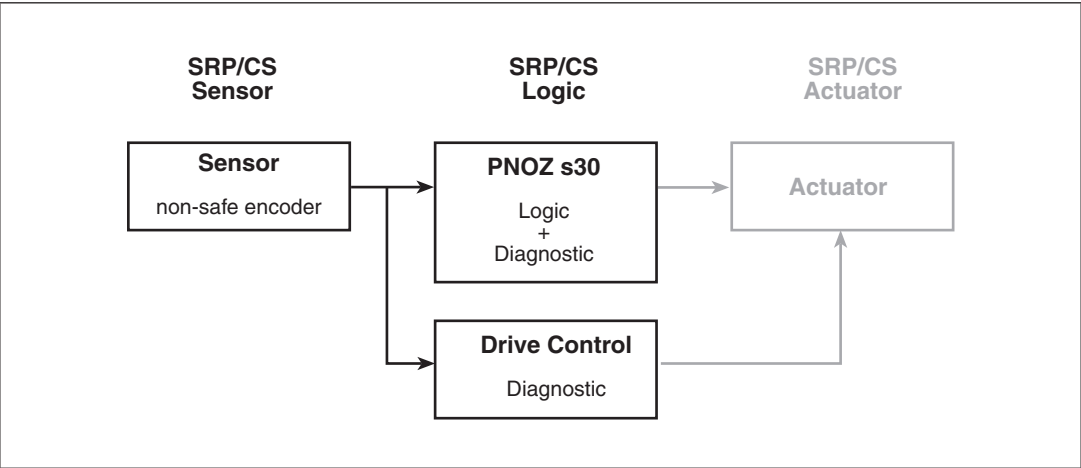 SRP/CS
Sensor
SRP/CS
Logic
SRP/CS
Actuator
Sensor
non-safe encoder
PNOZ s30
Logic
+
Diagnostic
Actuator
Drive Control
Diagnostic